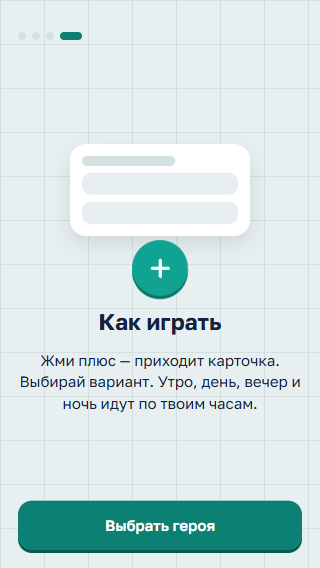 Как играть
Жми плюс — приходит карточка.
Выбирай вариант. Утро, день, вечер и
ночь идут по твоим часам.
Выбрать героя